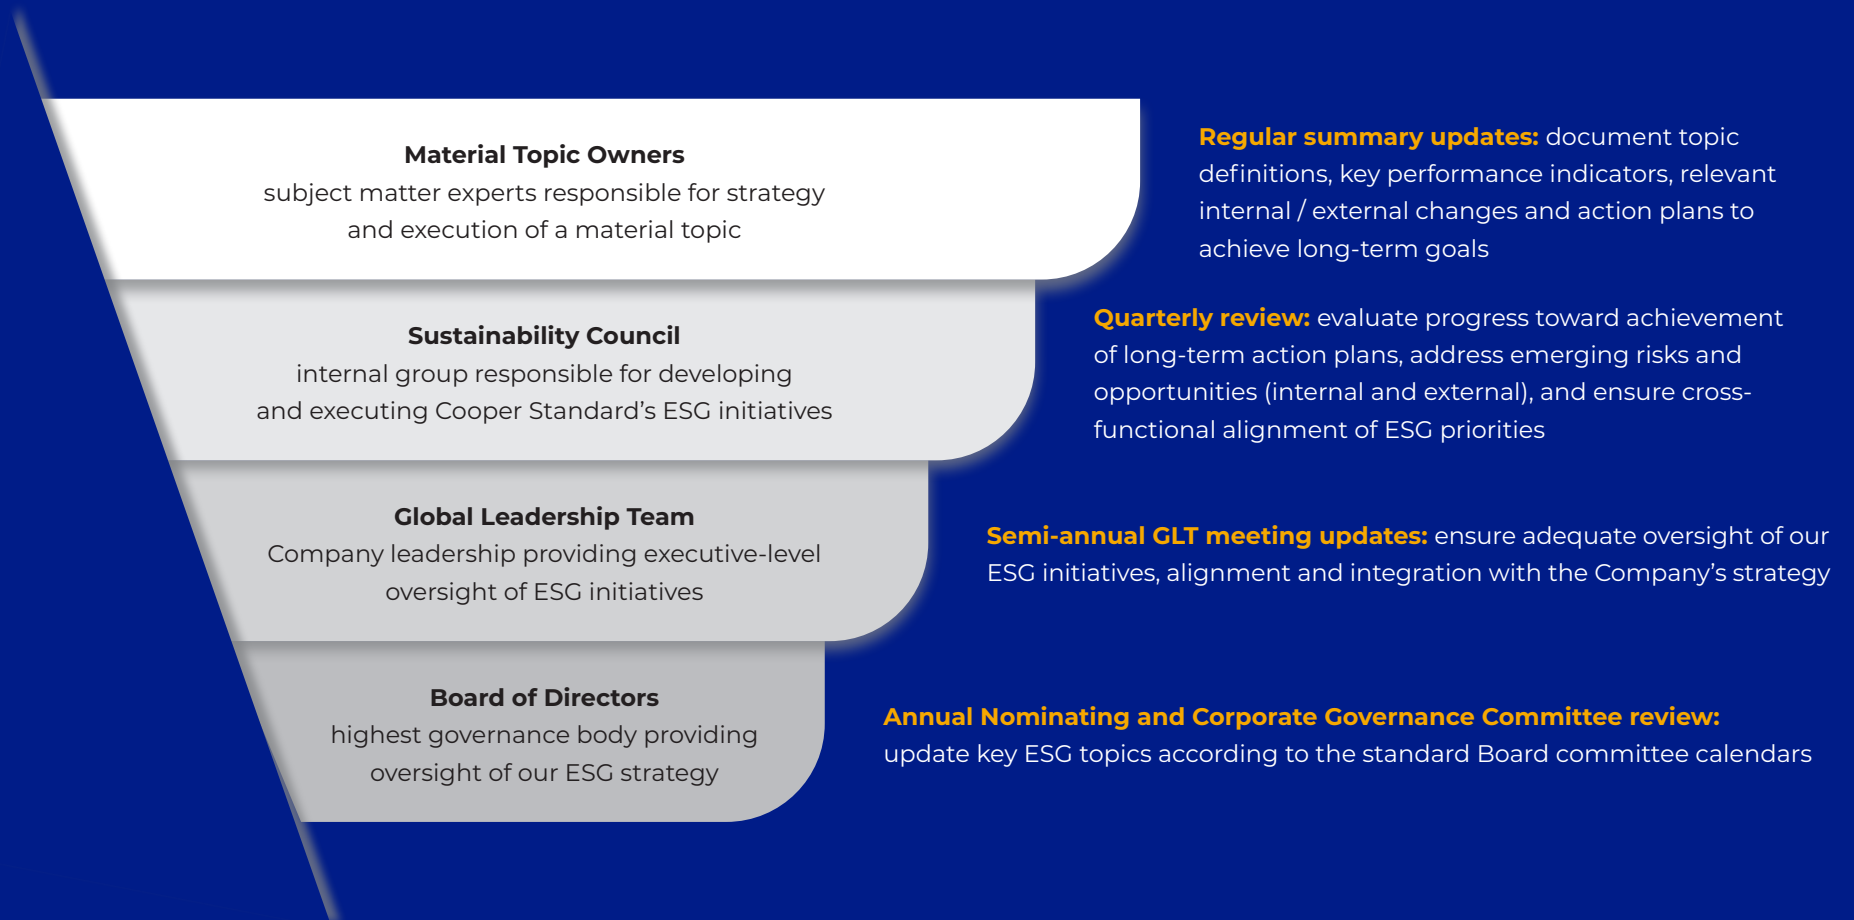 Material Topic Owners
subject matter experts responsible for strategy
and execution of a material topic
Regular summary updates: document topic
definitions, key performance indicators, relevant
internal / external changes and action plans to
achieve long-term goals
Sustainability Council
internal group responsible for developing
and executing Cooper Standard’s ESG initiatives
Quarterly review: evaluate progress toward achievement
of long-term action plans, address emerging risks and
opportunities (internal and external), and ensure cross-
functional alignment of ESG priorities
Global Leadership Team
Company leadership providing executive-level
oversight of ESG initiatives
Semi-annual GLT meeting updates: ensure adequate oversight of our
ESG initiatives, alignment and integration with the Company’s strategy
Board of Directors
highest governance body providing
oversight of our ESG strategy
Annual Nominating and Corporate Governance Committee review:
update key ESG topics according to the standard Board committee calendars